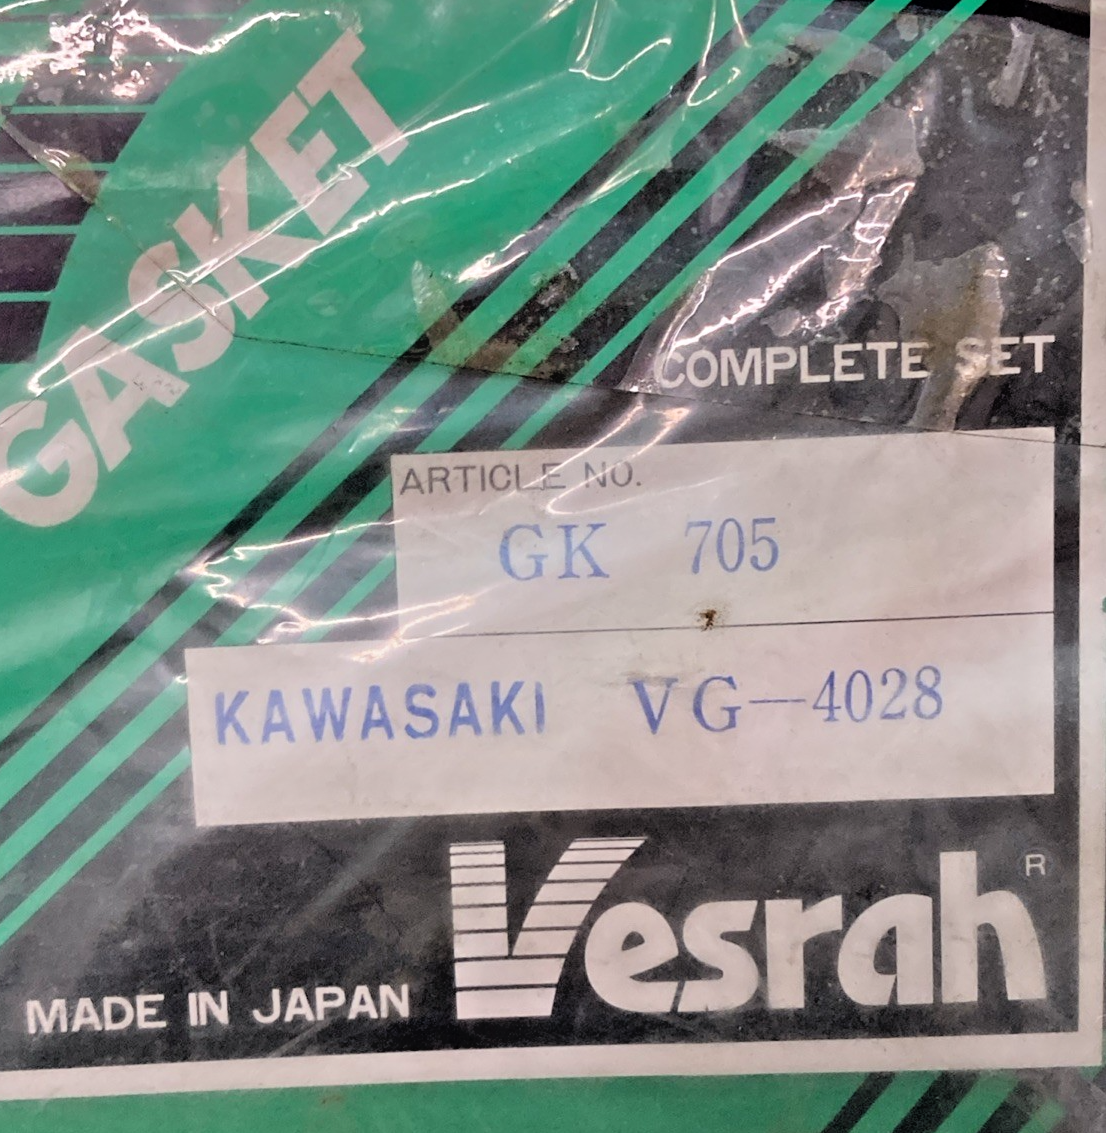 GASKET
COMPLETE SET
ARTICLE NO.
GK 705
KAWASAKI VG-4028
Vesrah ®
MADE IN JAPAN